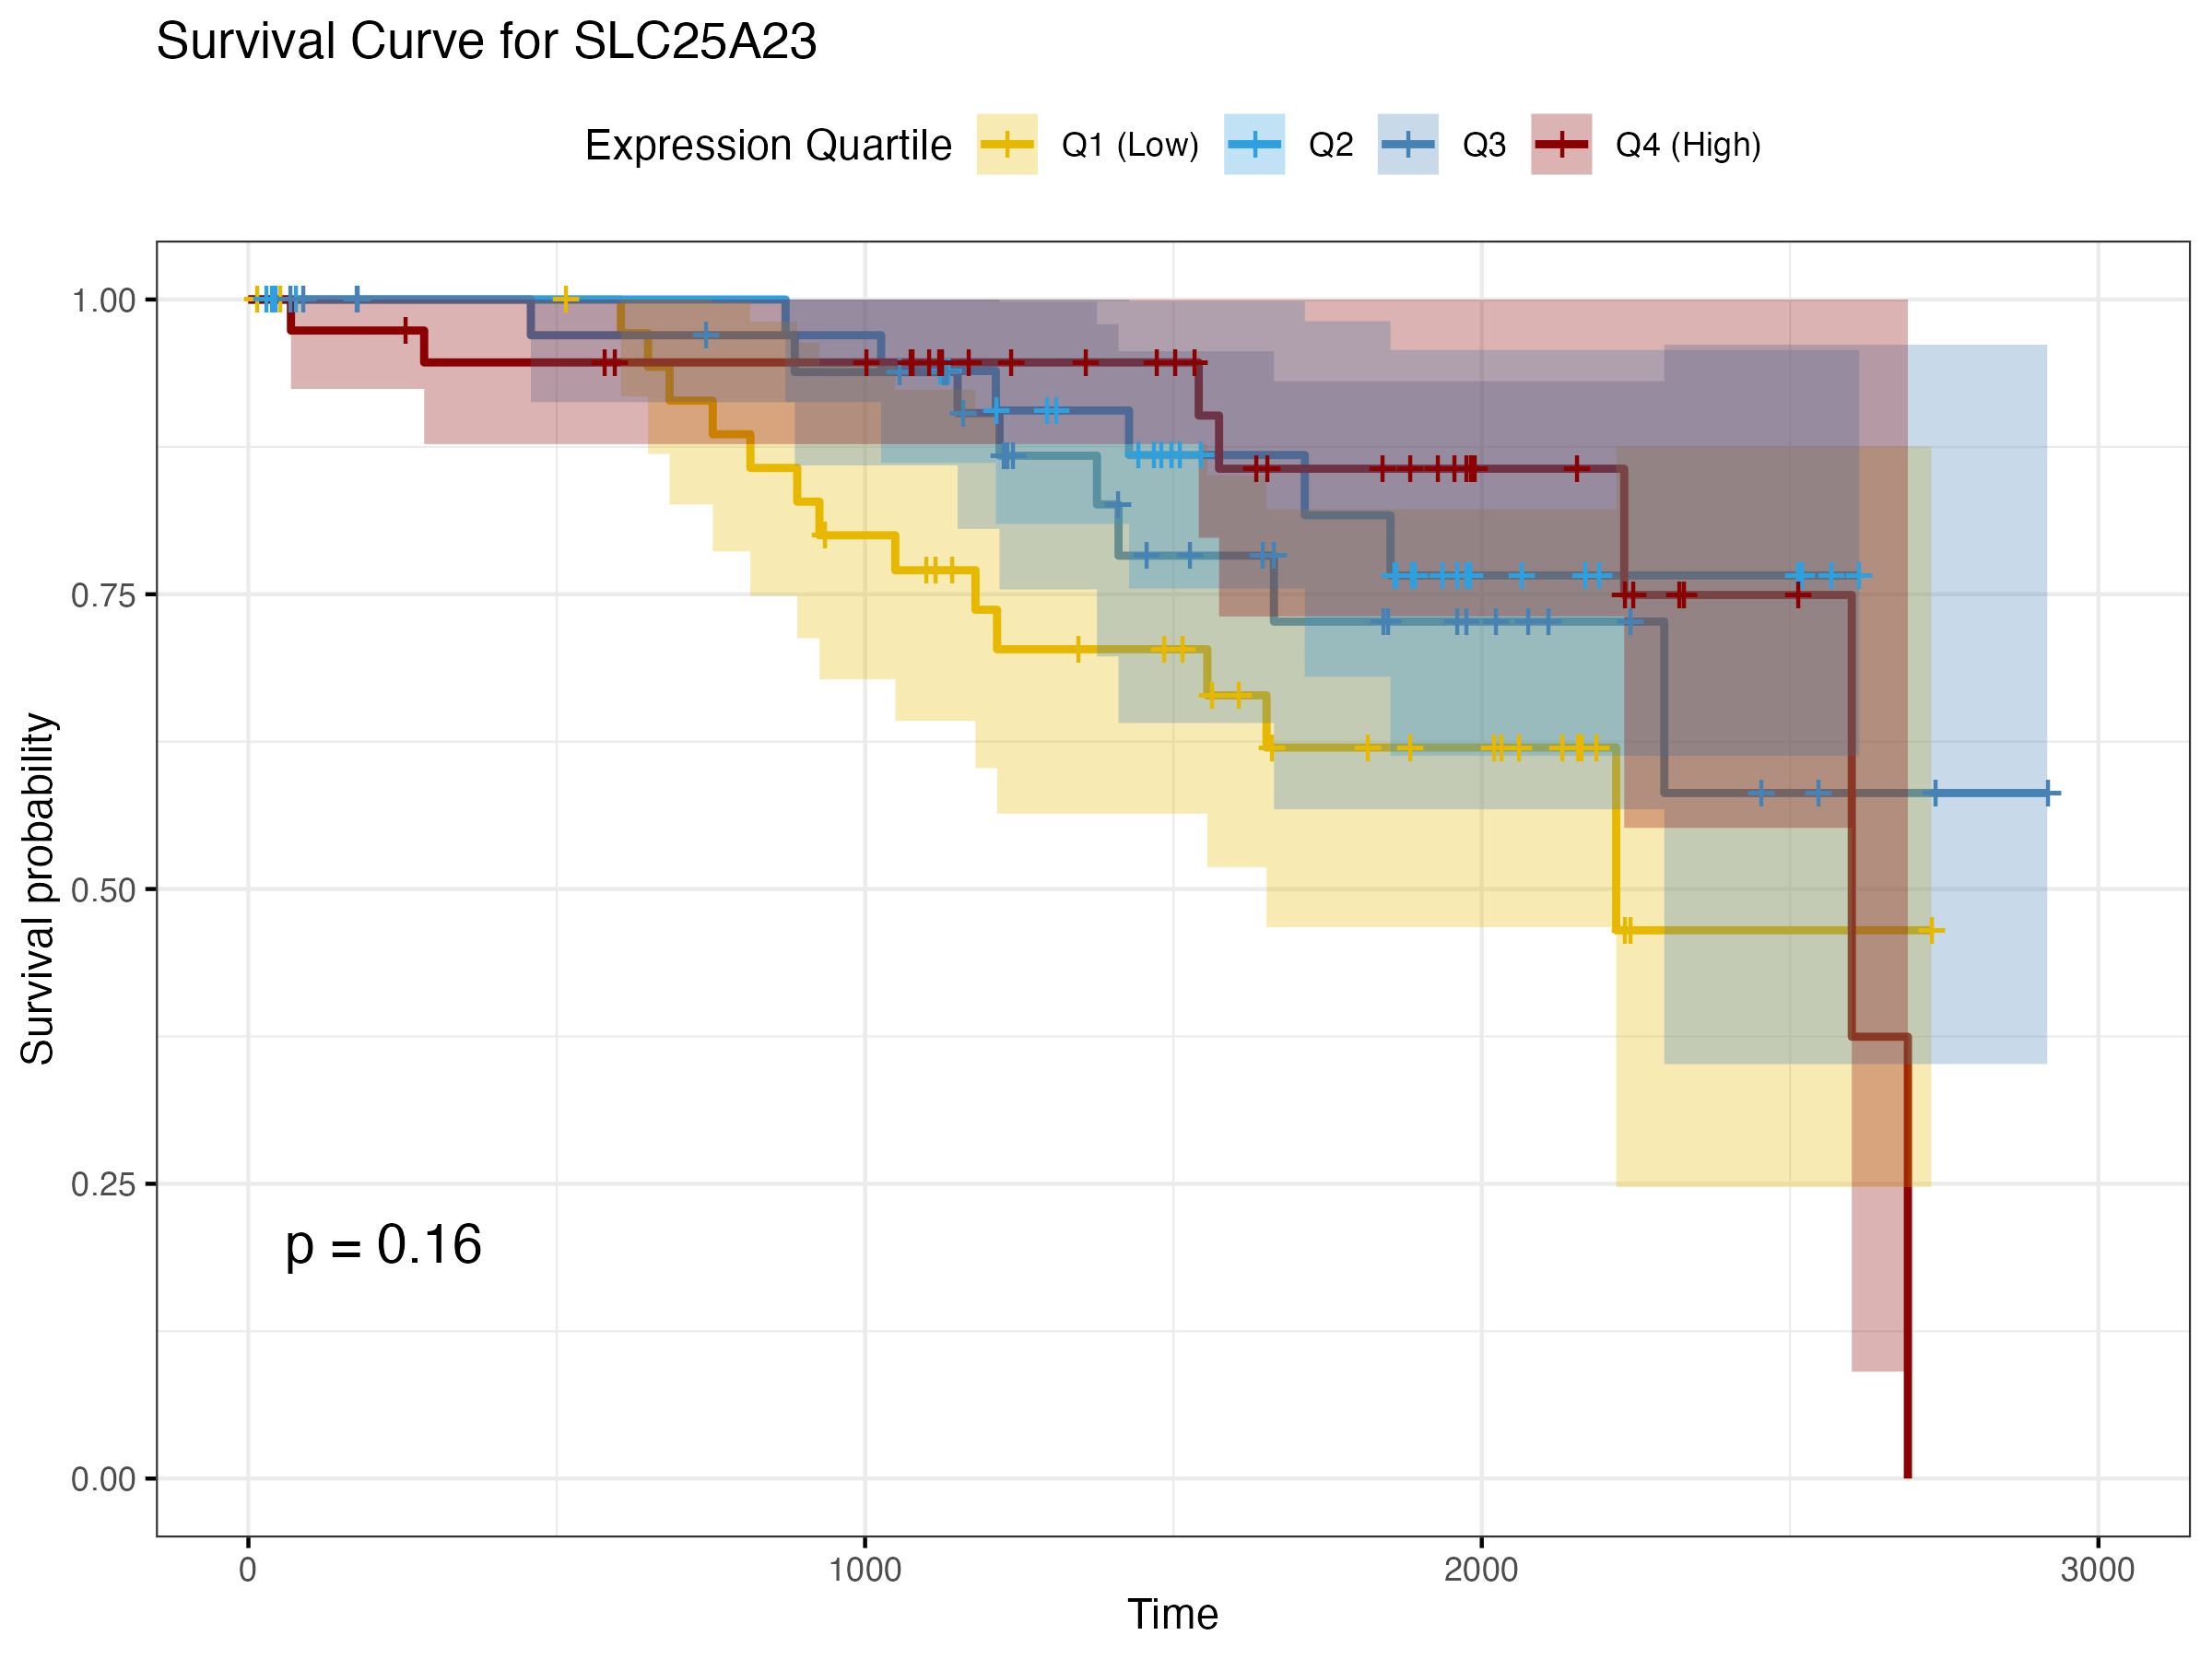 Survival Curve for SLC25A23
Expression Quartile Q1 (Low) Q2 Q3 Q4 (High)
Survival probability
1.00
0.75
0.50
0.25
0.00
p = 0.16
0 1000 2000 3000
Time